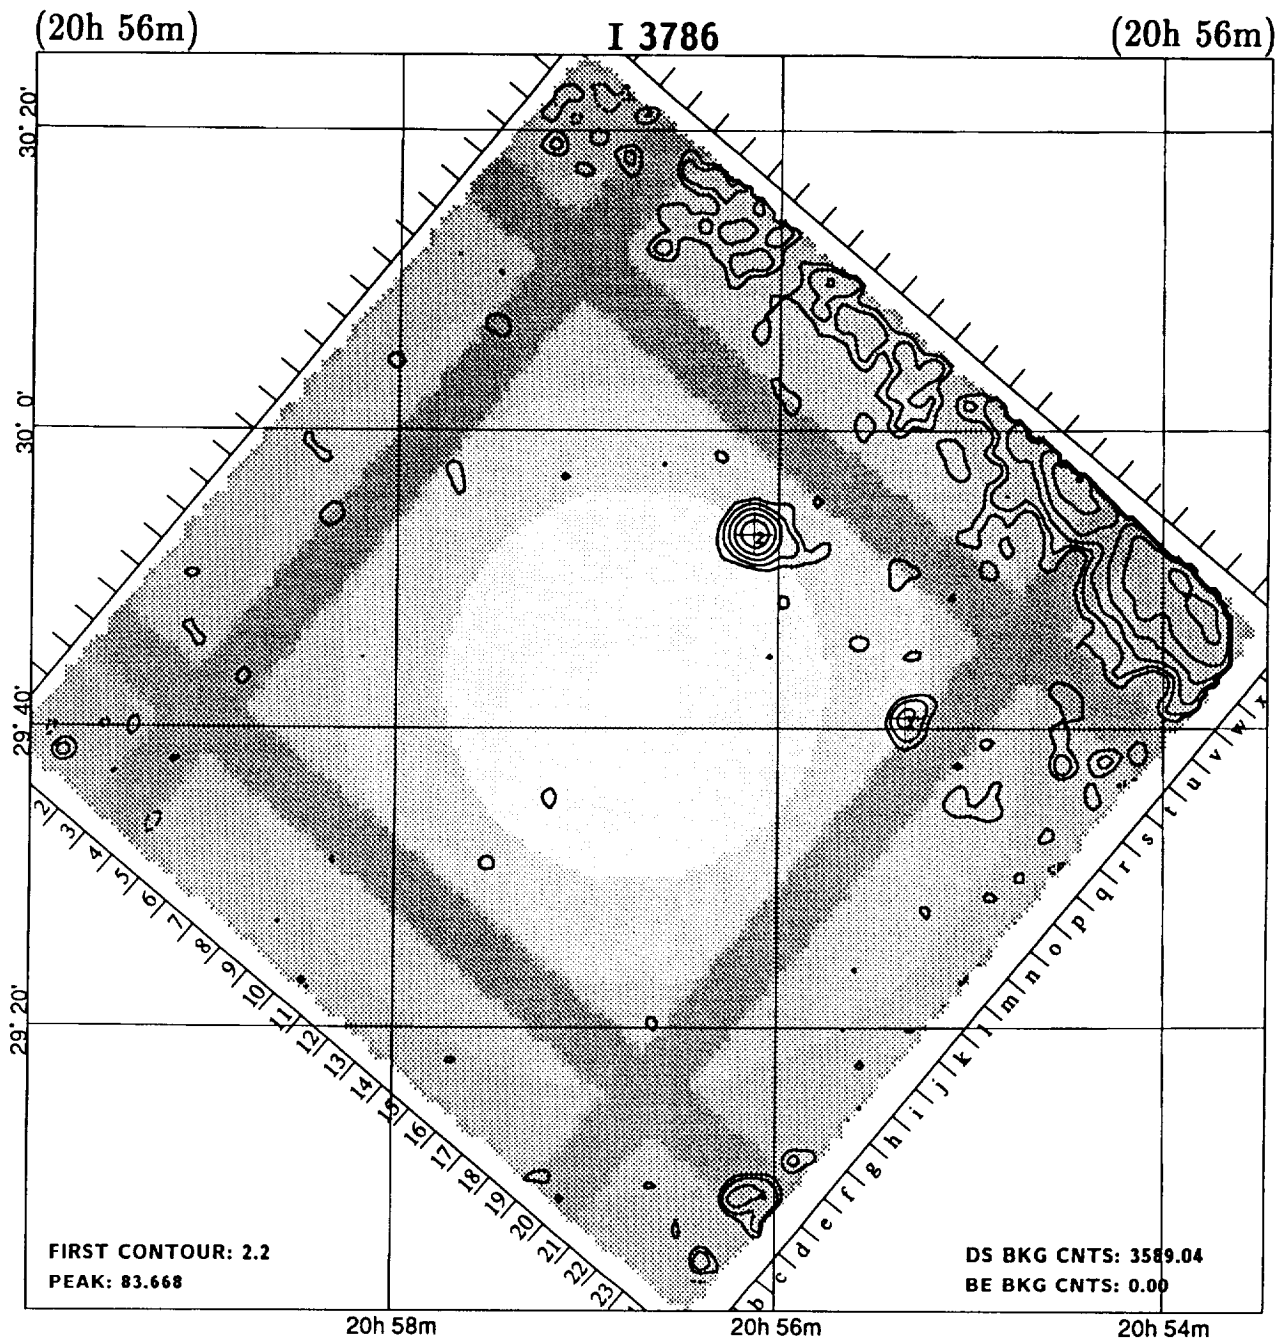 (20h 56m) I 3786 (20h 56m)
30° 20'
30° 0'
29° 40'
29° 20'
2 3 4 5 6 7 8 9 10 11 12 13 14 15 16 17 18 19 20 21 22 23
b c d e f g h i j k l m n o p q r s t u v w x
2
FIRST CONTOUR: 2.2
PEAK: 83.668
DS BKG CNTS: 3589.04
BE BKG CNTS: 0.00
20h 58m 20h 56m 20h 54m